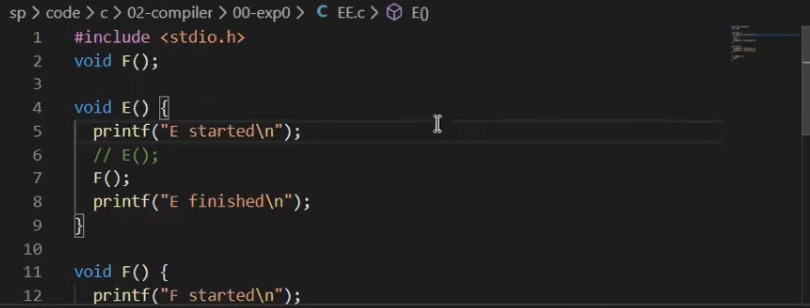 sp > code > c > 02-compiler > 00-exp0 > C EE.c > E()
1 #include <stdio.h>
2 void F();
3
4 void E() {
5   printf("E started\n");
6   // E();
7   F();
8   printf("E finished\n");
9 }
10
11 void F() {
12   printf("F started\n");